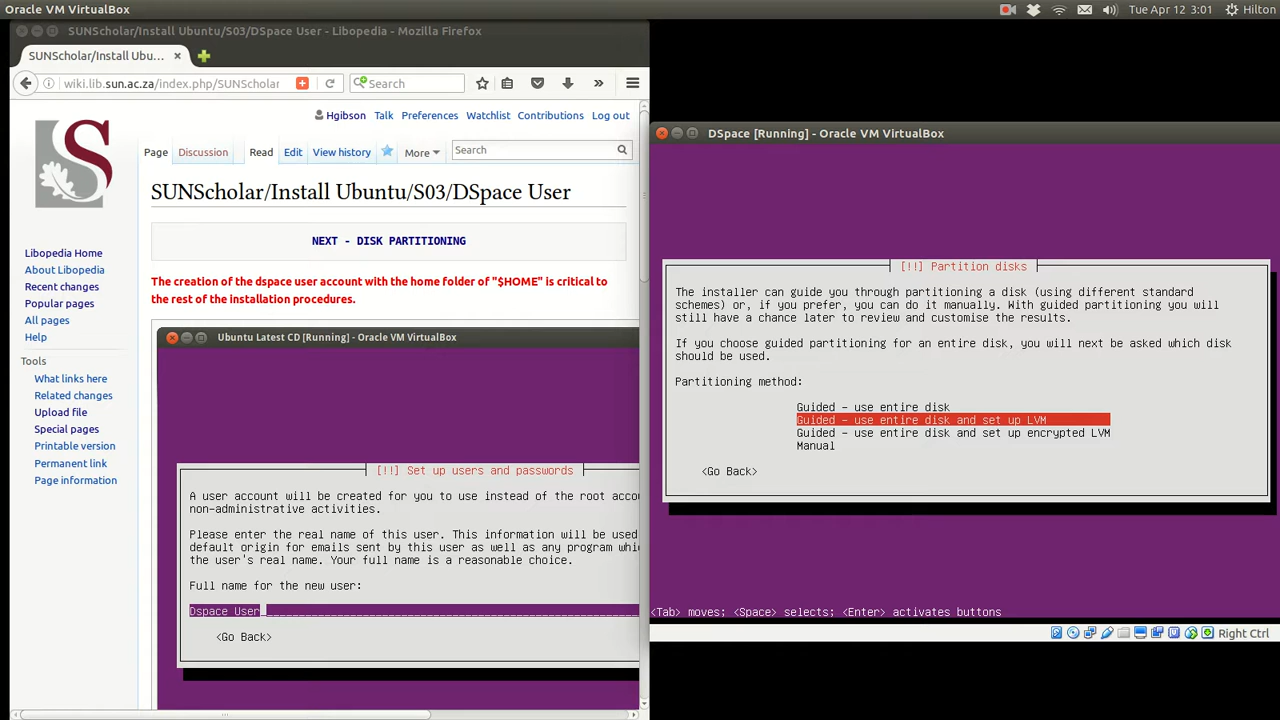 Oracle VM VirtualBox
Tue Apr 12 3:01 Hilton
SUNScholar/Install Ubuntu/S03/DSpace User - Libopedia - Mozilla Firefox
SUNScholar/Install Ubu...
wiki.lib.sun.ac.za/index.php/SUNScholar
Search
Hgibson Talk Preferences Watchlist Contributions Log out
Page Discussion Read Edit View history More Search
SUNScholar/Install Ubuntu/S03/DSpace User
NEXT - DISK PARTITIONING
The creation of the dspace user account with the home folder of "$HOME" is critical to
the rest of the installation procedures.
Libopedia Home
About Libopedia
Recent changes
Popular pages
All pages
Help
Tools
What links here
Related changes
Upload file
Special pages
Printable version
Permanent link
Page information
Ubuntu Latest CD [Running] - Oracle VM VirtualBox
[!!] Set up users and passwords
A user account will be created for you to use instead of the root acco
non-administrative activities.
Please enter the real name of this user. This information will be used
default origin for emails sent by this user as well as any program whi
the user's real name. Your full name is a reasonable choice.
Full name for the new user:
Dspace User
<Go Back>
DSpace [Running] - Oracle VM VirtualBox
[!!] Partition disks
The installer can guide you through partitioning a disk (using different standard
schemes) or, if you prefer, you can do it manually. With guided partitioning you will
still have a chance later to review and customise the results.
If you choose guided partitioning for an entire disk, you will next be asked which disk
should be used.
Partitioning method:
Guided - use entire disk
Guided - use entire disk and set up LVM
Guided - use entire disk and set up encrypted LVM
Manual
<Go Back>
<Tab> moves; <Space> selects; <Enter> activates buttons
Right Ctrl